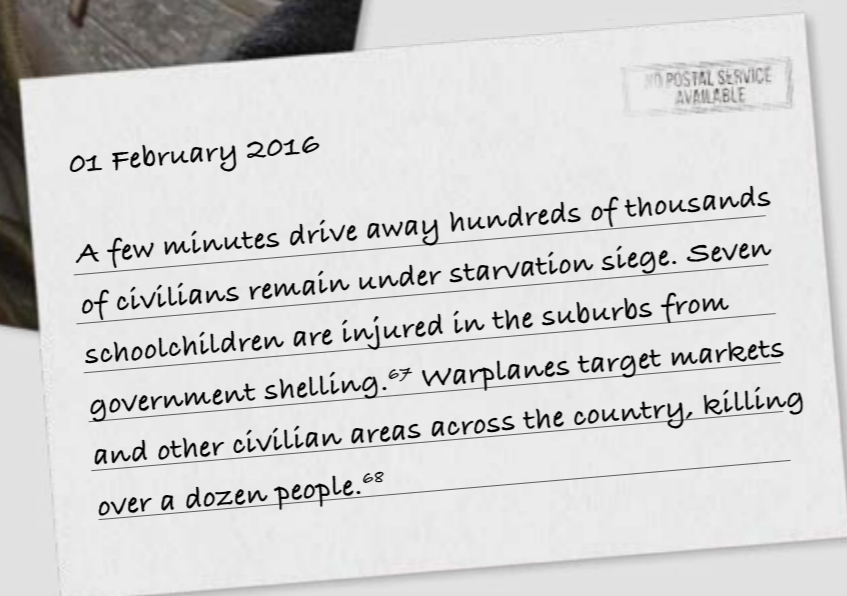 NO POSTAL SERVICE
AVAILABLE
01 February 2016
A few minutes drive away hundreds of thousands
of civilians remain under starvation siege. Seven
schoolchildren are injured in the suburbs from
government shelling.⁶⁷ Warplanes target markets
and other civilian areas across the country, killing
over a dozen people.⁶⁸